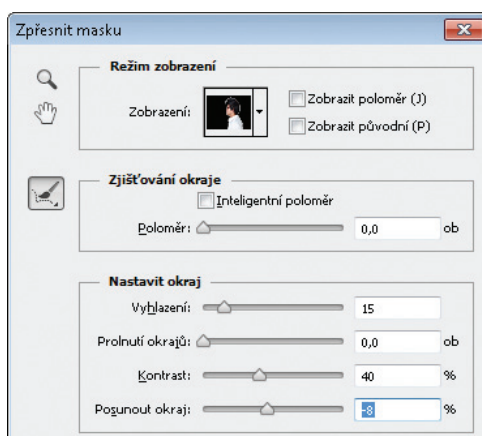 Zpřesnit masku
Režim zobrazení
Zobrazení:
Zobrazit poloměr (J)
Zobrazit původní (P)
Zjišťování okraje
Inteligentní poloměr
Poloměr: 0,0 ob
Nastavit okraj
Vyhlazení: 15
Prolnutí okrajů: 0,0 ob
Kontrast: 40 %
Posunout okraj: -8 %